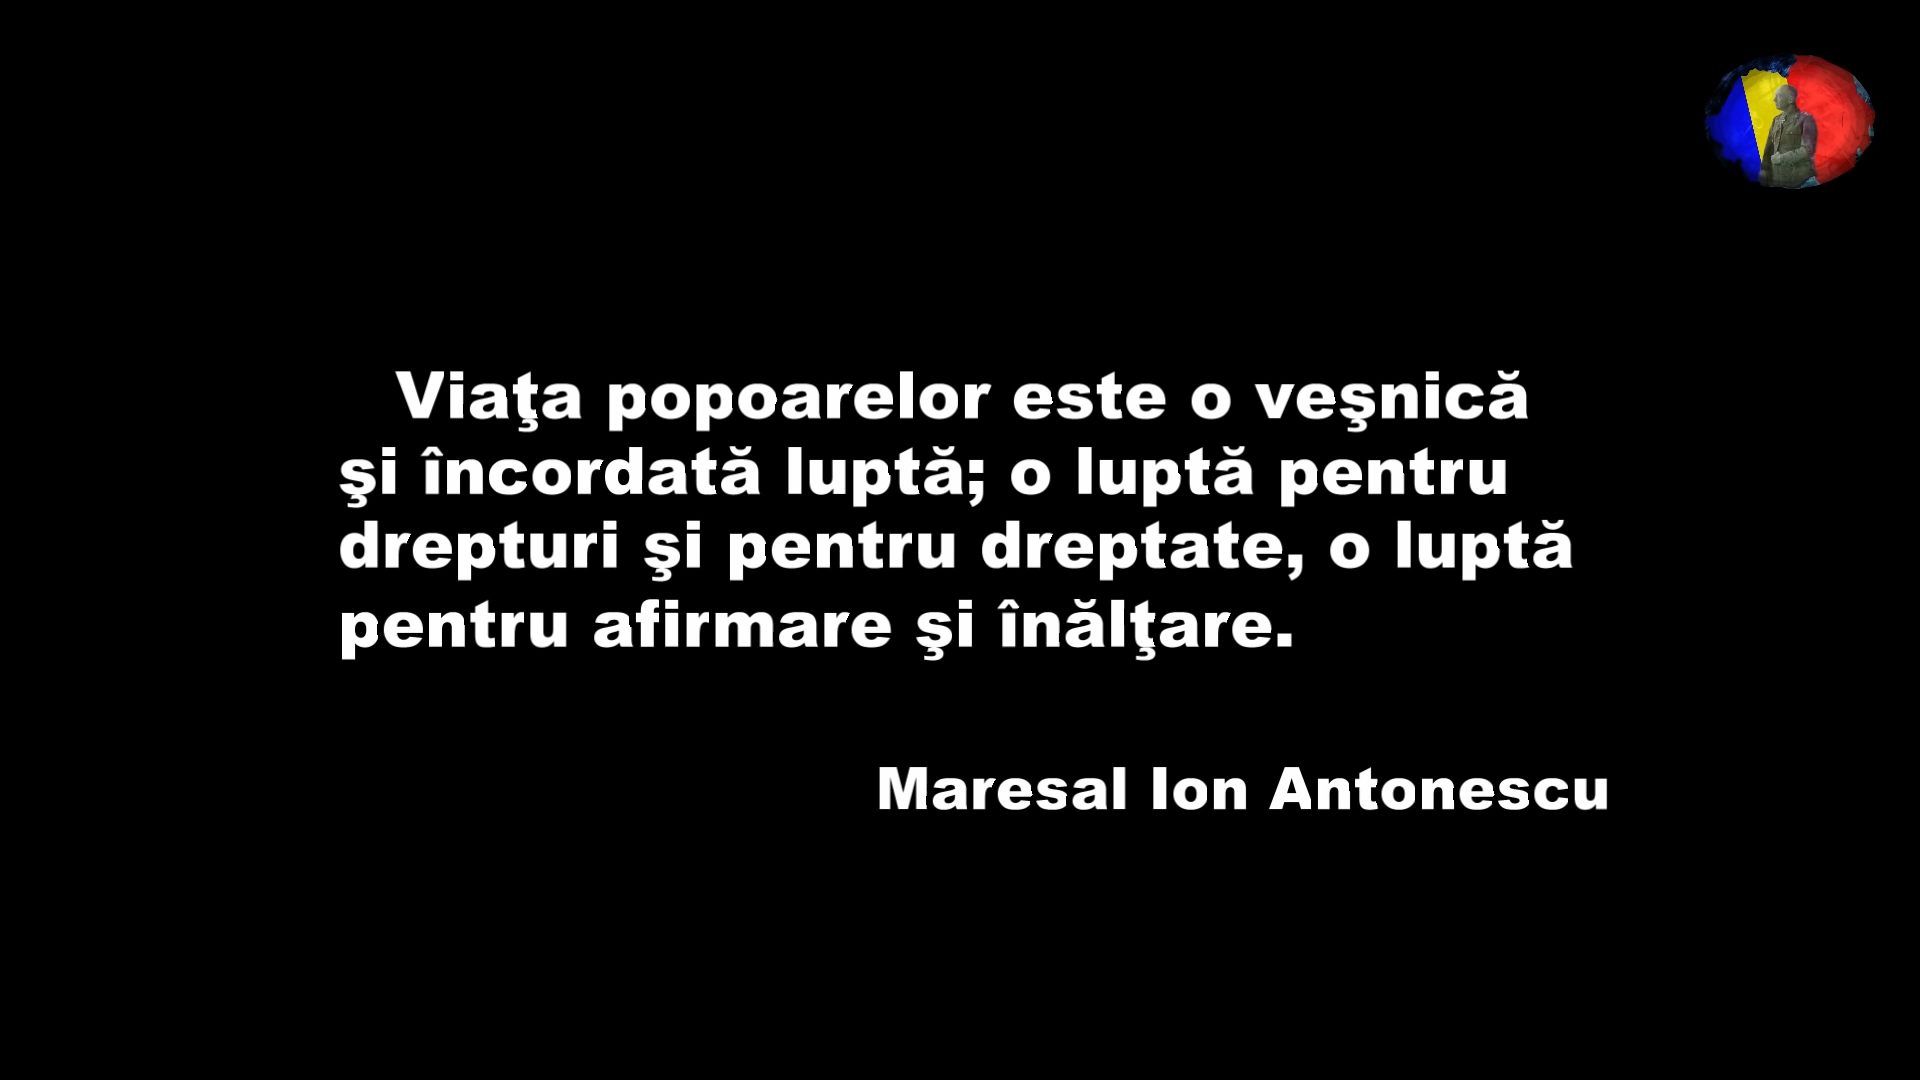 Viaţa popoarelor este o veşnică
şi încordată luptă; o luptă pentru
drepturi şi pentru dreptate, o luptă
pentru afirmare şi înălţare.
Maresal Ion Antonescu